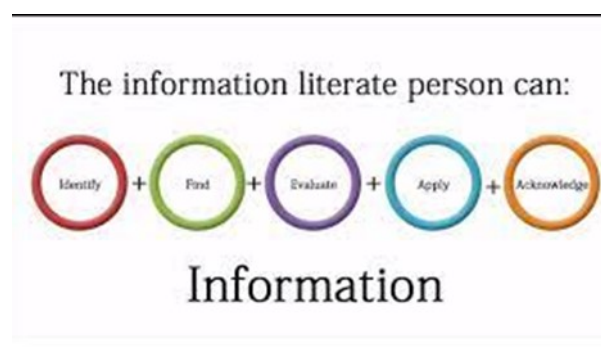 The information literate person can:
Identify + Find + Evaluate + Apply + Acknowledge
Information